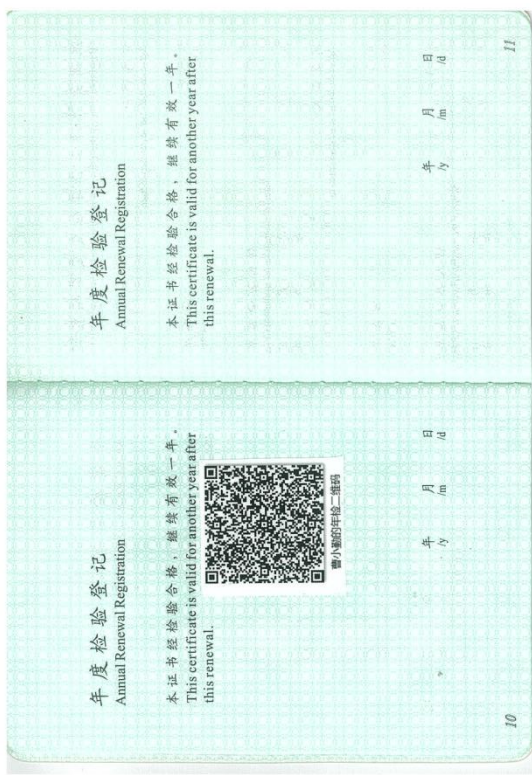 年度检验登记
Annual Renewal Registration
本证书经检验合格，继续有效一年。
This certificate is valid for another year after
this renewal.
曹小勤的年检二维码
年 月 日
/y /m /d
10
年度检验登记
Annual Renewal Registration
本证书经检验合格，继续有效一年。
This certificate is valid for another year after
this renewal.
年 月 日
/y /m /d
11